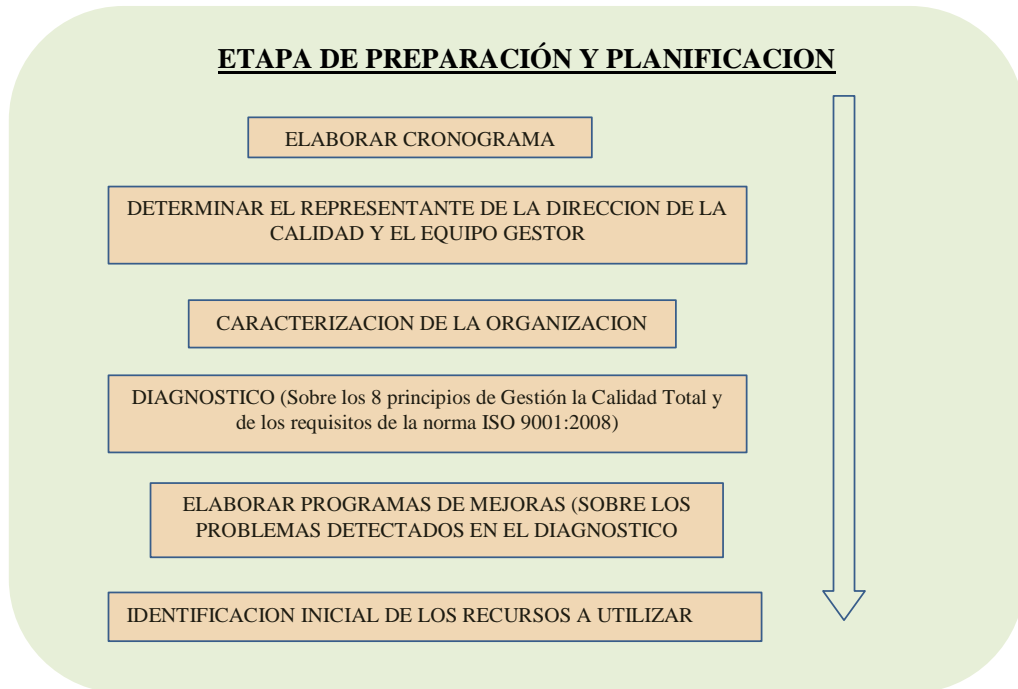 ETAPA DE PREPARACIÓN Y PLANIFICACION
ELABORAR CRONOGRAMA
DETERMINAR EL REPRESENTANTE DE LA DIRECCION DE LA
CALIDAD Y EL EQUIPO GESTOR
CARACTERIZACION DE LA ORGANIZACION
DIAGNOSTICO (Sobre los 8 principios de Gestión la Calidad Total y
de los requisitos de la norma ISO 9001:2008)
ELABORAR PROGRAMAS DE MEJORAS (SOBRE LOS
PROBLEMAS DETECTADOS EN EL DIAGNOSTICO
IDENTIFICACION INICIAL DE LOS RECURSOS A UTILIZAR